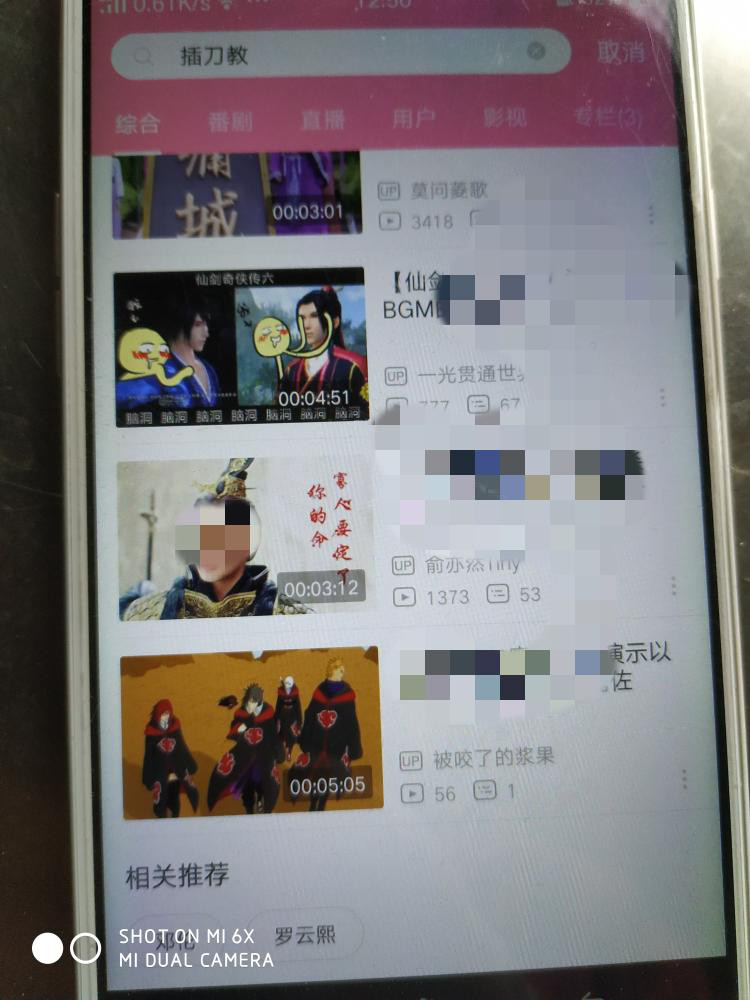 0.61K/s
12:50
插刀教
取消
综合
番剧
直播
用户
影视
专栏(3)
城
00:03:01
UP 莫问菱歌
3418
仙剑奇侠传六
00:04:51
脑洞 脑洞 脑洞 脑洞 脑洞 脑洞 脑洞
【仙剑
BGM
UP 一光贯通世
777 67
寡人要定了
你的命
00:03:12
UP 俞亦然Tiny
1373 53
00:05:05
演示以
佐
UP 被咬了的浆果
56 1
相关推荐
邓伦
罗云熙
SHOT ON MI 6X
MI DUAL CAMERA